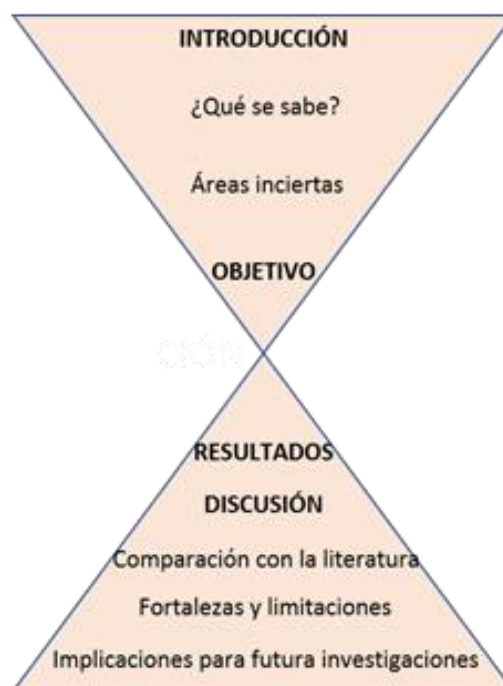 INTRODUCCIÓN
¿Qué se sabe?
Áreas inciertas
OBJETIVO
CIÓN
RESULTADOS
DISCUSIÓN
Comparación con la literatura
Fortalezas y limitaciones
Implicaciones para futura investigaciones